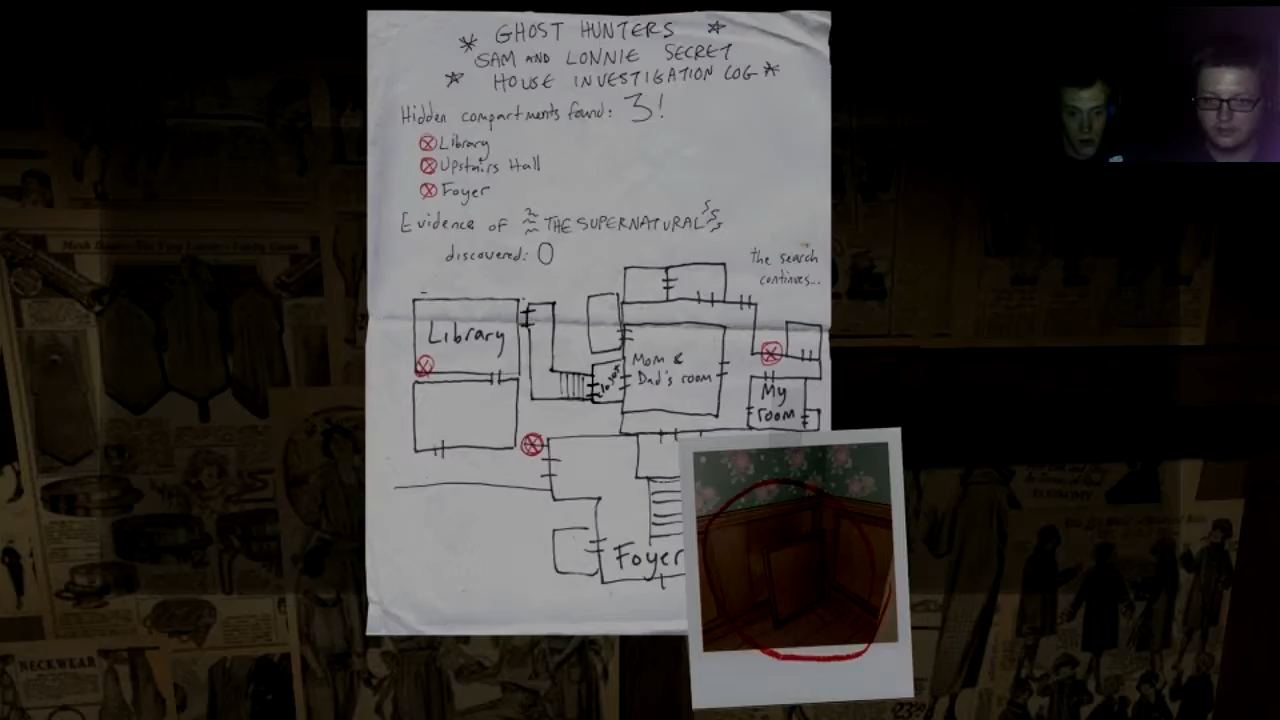 GHOST HUNTERS
SAM AND LONNIE SECRET
HOUSE INVESTIGATION LOG
Hidden compartments found: 3!
Library
Upstairs Hall
Foyer
Evidence of THE SUPERNATURAL
discovered: 0
the search
continues...
Library
Mom &
Dad's room
My
room
Foyer
NECKWEAR
ECONOMY